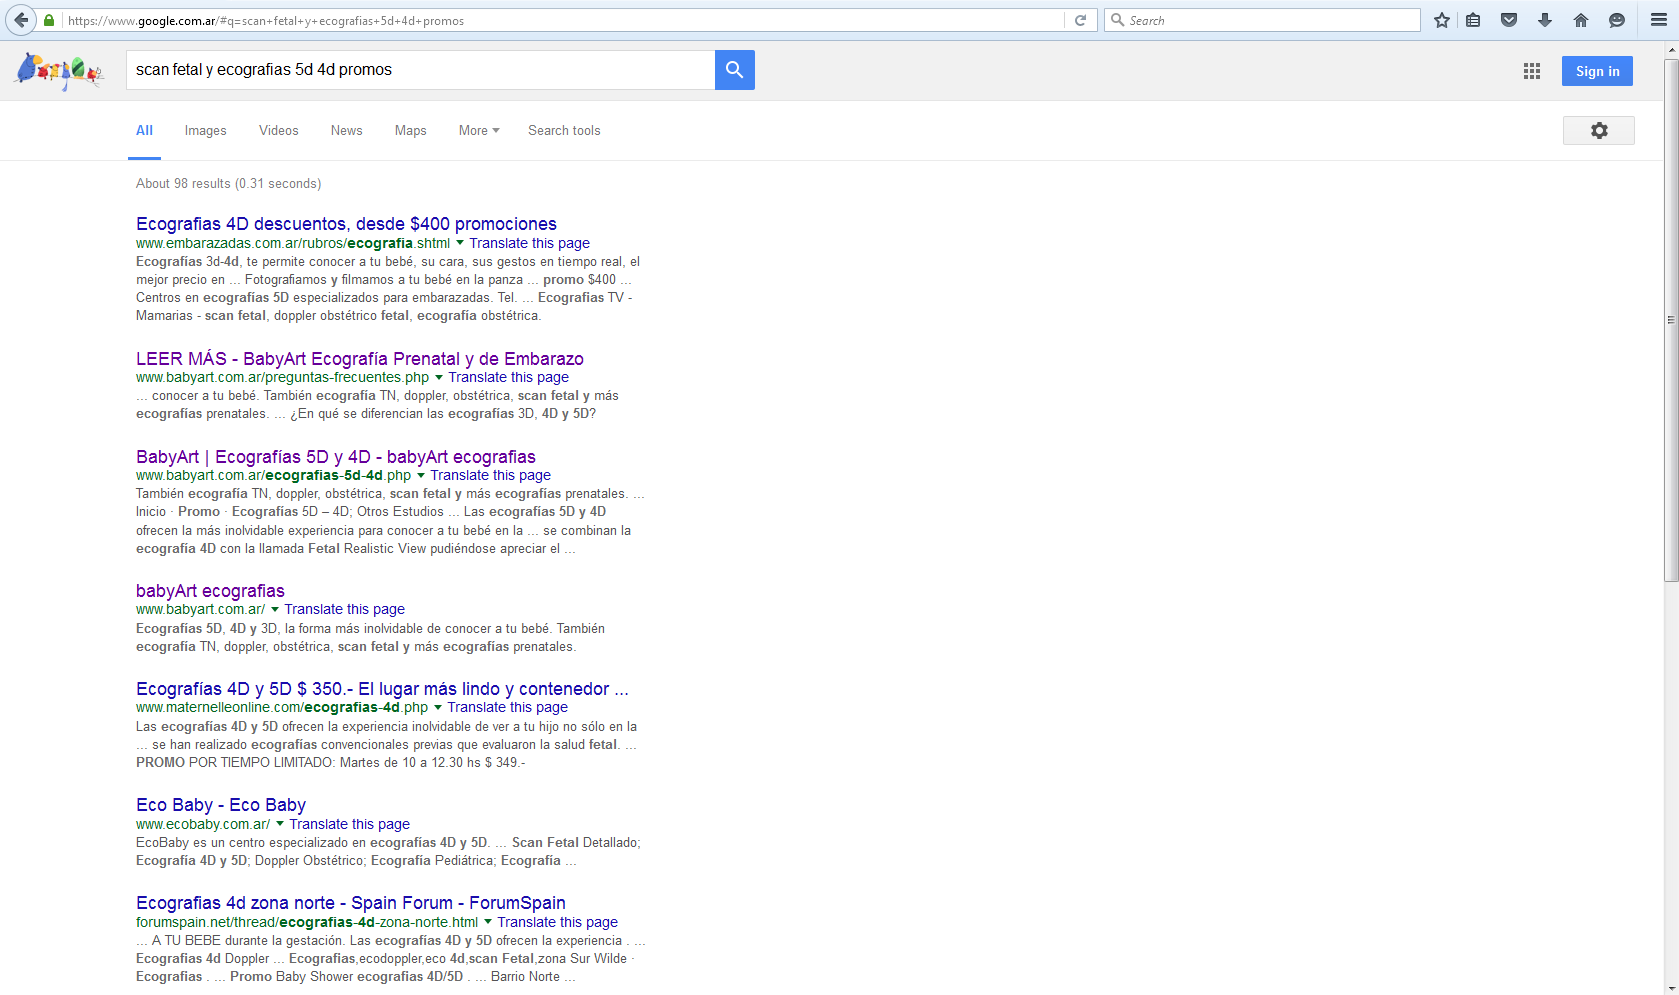 https://www.google.com.ar/#q=scan+fetal+y+ecografias+5d+4d+promos
Search
scan fetal y ecografias 5d 4d promos
Sign in
All Images Videos News Maps More Search tools
About 98 results (0.31 seconds)
Ecografias 4D descuentos, desde $400 promociones
www.embarazadas.com.ar/rubros/ecografia.shtml Translate this page
Ecografias 3d-4d, te permite conocer a tu bebé, su cara, sus gestos en tiempo real, el
mejor precio en ... Fotografiamos y filmamos a tu bebé en la panza ... promo $400 ...
Centros en ecografías 5D especializados para embarazadas. Tel. ... Ecografias TV -
Mamarias - scan fetal, doppler obstétrico fetal, ecografía obstétrica.
LEER MÁS - BabyArt Ecografía Prenatal y de Embarazo
www.babyart.com.ar/preguntas-frecuentes.php Translate this page
... conocer a tu bebé. También ecografía TN, doppler, obstétrica, scan fetal y más
ecografías prenatales. ... ¿En qué se diferencian las ecografías 3D, 4D y 5D?
BabyArt | Ecografías 5D y 4D - babyArt ecografias
www.babyart.com.ar/ecografias-5d-4d.php Translate this page
También ecografía TN, doppler, obstétrica, scan fetal y más ecografías prenatales. ...
Inicio · Promo · Ecografías 5D – 4D; Otros Estudios ... Las ecografías 5D y 4D
ofrecen la más inolvidable experiencia para conocer a tu bebé en la ... se combinan la
ecografía 4D con la llamada Fetal Realistic View pudiéndose apreciar el ...
babyArt ecografias
www.babyart.com.ar/ Translate this page
Ecografías 5D, 4D y 3D, la forma más inolvidable de conocer a tu bebé. También
ecografía TN, doppler, obstétrica, scan fetal y más ecografías prenatales.
Ecografías 4D y 5D $ 350.- El lugar más lindo y contenedor ...
www.maternelleonline.com/ecografias-4d.php Translate this page
Las ecografías 4D y 5D ofrecen la experiencia inolvidable de ver a tu hijo no sólo en la
... se han realizado ecografías convencionales previas que evaluaron la salud fetal. ...
PROMO POR TIEMPO LIMITADO: Martes de 10 a 12.30 hs $ 349.-
Eco Baby - Eco Baby
www.ecobaby.com.ar/ Translate this page
EcoBaby es un centro especializado en ecografías 4D y 5D. ... Scan Fetal Detallado;
Ecografía 4D y 5D; Doppler Obstétrico; Ecografía Pediátrica; Ecografía ...
Ecografias 4d zona norte - Spain Forum - ForumSpain
forumspain.net/thread/ecografias-4d-zona-norte.html Translate this page
... A TU BEBE durante la gestación. Las ecografías 4D y 5D ofrecen la experiencia . ...
Ecografias 4d Doppler ... Ecografias,ecodoppler,eco 4d,scan Fetal,zona Sur Wilde ·
Ecografias . ... Promo Baby Shower ecografias 4D/5D . ... Barrio Norte ...